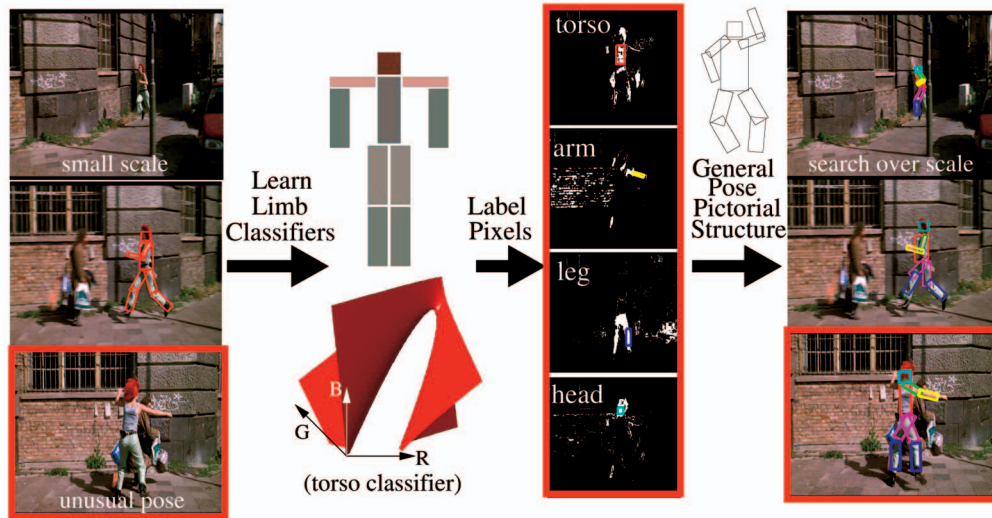 small scale
unusual pose
Learn
Limb
Classifiers
B
G
R
(torso classifier)
Label
Pixels
torso
arm
leg
head
General
Pose
Pictorial
Structure
search over scale